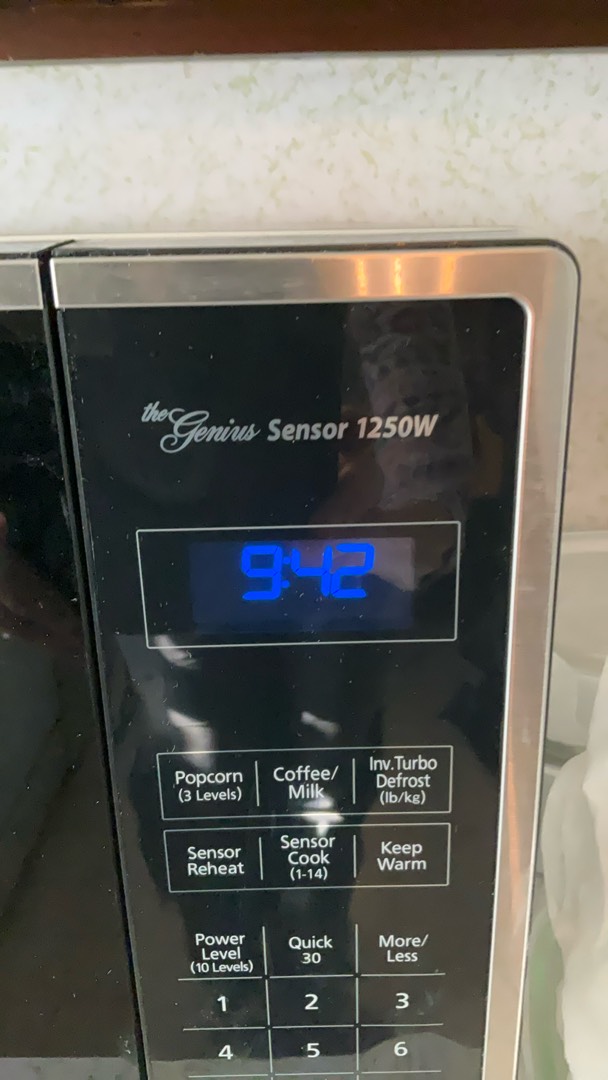 the Genius Sensor 1250W
9:42
Popcorn
(3 Levels)
Coffee/
Milk
Inv.Turbo
Defrost
(lb/kg)
Sensor
Reheat
Sensor
Cook
(1-14)
Keep
Warm
Power
Level
(10 Levels)
Quick
30
More/
Less
1 2 3
4 5 6